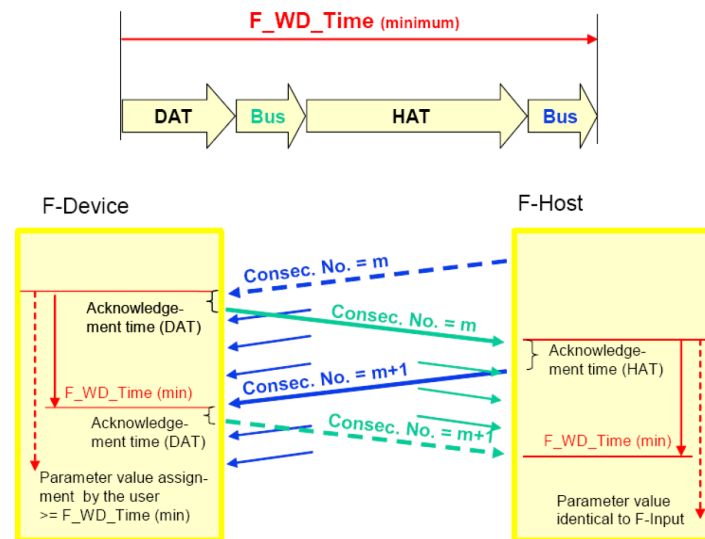 F_WD_Time (minimum)
DAT
Bus
HAT
Bus
F-Device
F-Host
Consec. No. = m
Acknowledge-
ment time (DAT)
Consec. No. = m
Acknowledge-
ment time (HAT)
F_WD_Time (min)
Consec. No. = m+1
Acknowledge-
ment time (DAT)
Consec. No. = m+1
F_WD_Time (min)
Parameter value assign-
ment by the user
>= F_WD_Time (min)
Parameter value
identical to F-Input